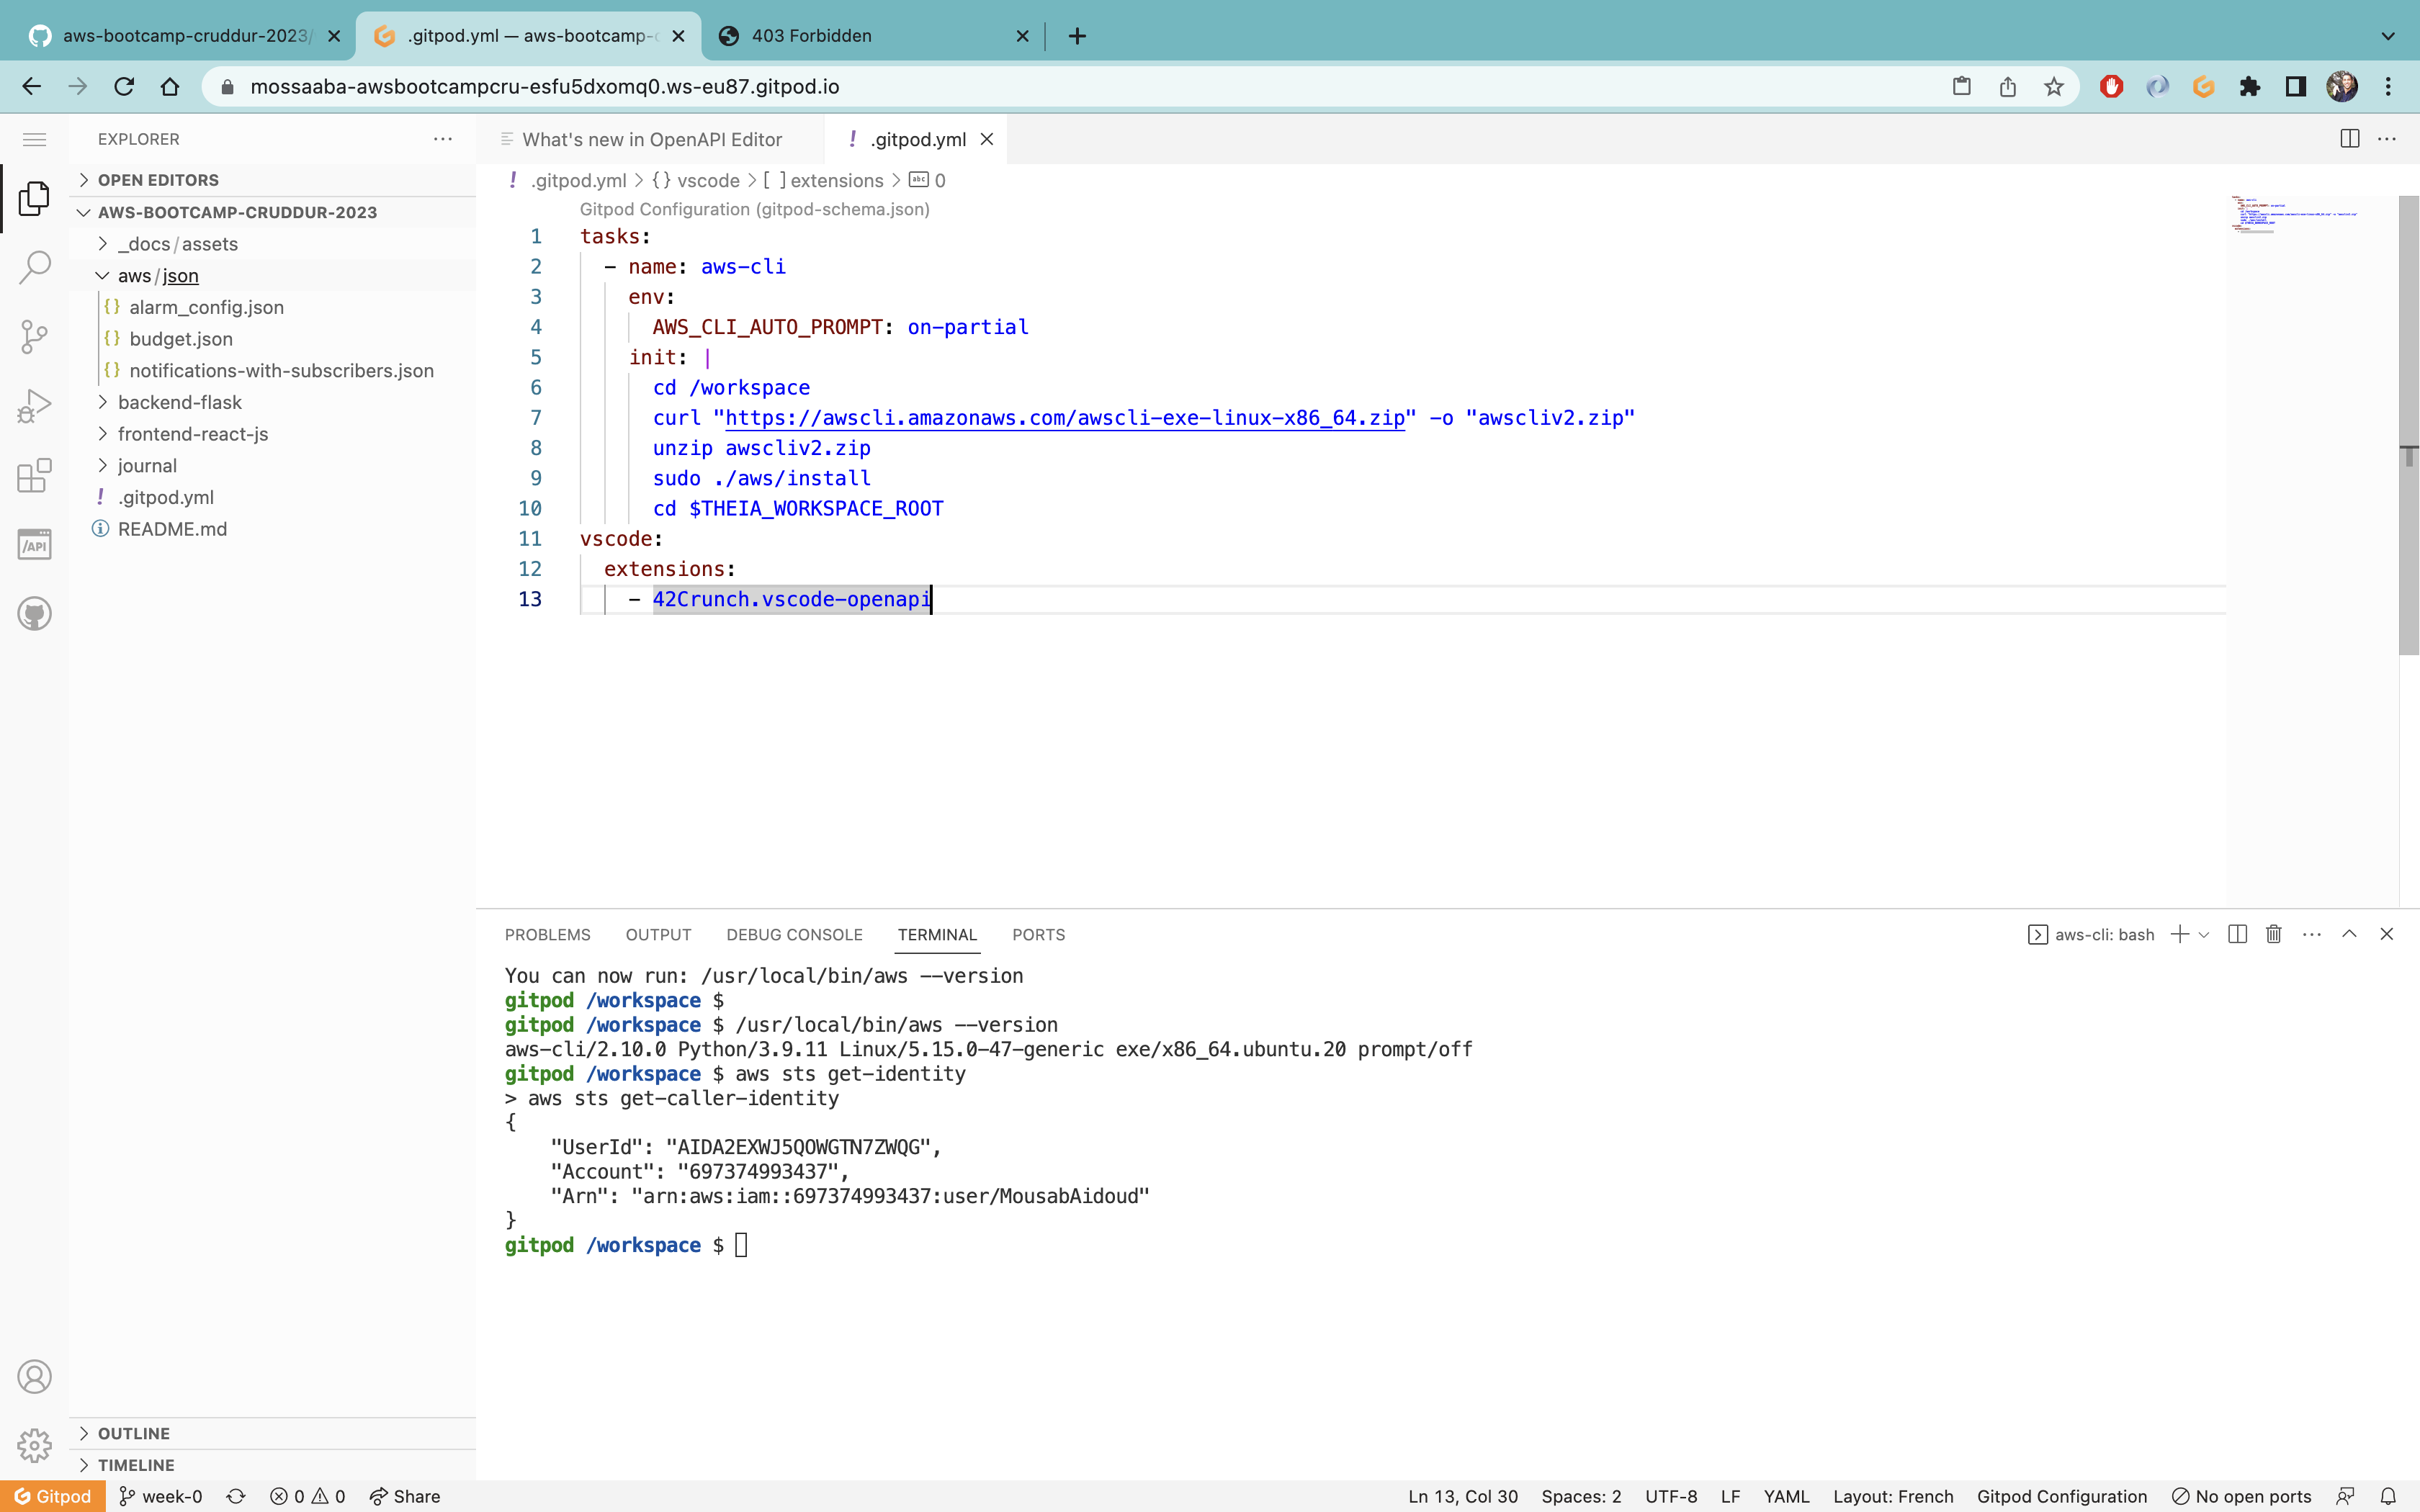 aws-bootcamp-cruddur-2023/
.gitpod.yml — aws-bootcamp-c
403 Forbidden
mossaaba-awsbootcampcru-esfu5dxomq0.ws-eu87.gitpod.io
EXPLORER
OPEN EDITORS
AWS-BOOTCAMP-CRUDDUR-2023
_docs/assets
aws/json
alarm_config.json
budget.json
notifications-with-subscribers.json
backend-flask
frontend-react-js
journal
.gitpod.yml
README.md
/API
OUTLINE
TIMELINE
What's new in OpenAPI Editor
.gitpod.yml
.gitpod.yml > {} vscode > [ ] extensions > abc 0
Gitpod Configuration (gitpod-schema.json)
1 tasks:
2 - name: aws-cli
3 env:
4 AWS_CLI_AUTO_PROMPT: on-partial
5 init: |
6 cd /workspace
7 curl "https://awscli.amazonaws.com/awscli-exe-linux-x86_64.zip" -o "awscliv2.zip"
8 unzip awscliv2.zip
9 sudo ./aws/install
10 cd $THEIA_WORKSPACE_ROOT
11 vscode:
12 extensions:
13 - 42Crunch.vscode-openapi
PROBLEMS OUTPUT DEBUG CONSOLE TERMINAL PORTS
aws-cli: bash
You can now run: /usr/local/bin/aws --version
gitpod /workspace $
gitpod /workspace $ /usr/local/bin/aws --version
aws-cli/2.10.0 Python/3.9.11 Linux/5.15.0-47-generic exe/x86_64.ubuntu.20 prompt/off
gitpod /workspace $ aws sts get-identity
> aws sts get-caller-identity
{
"UserId": "AIDA2EXWJ5QOWGTN7ZWQG",
"Account": "697374993437",
"Arn": "arn:aws:iam::697374993437:user/MousabAidoud"
}
gitpod /workspace $
Gitpod week-0 0 0 Share
Ln 13, Col 30 Spaces: 2 UTF-8 LF YAML Layout: French Gitpod Configuration No open ports